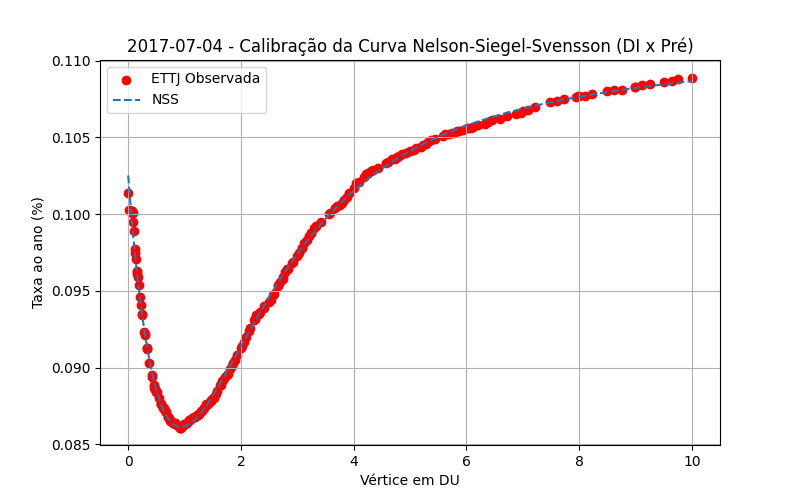 2017-07-04 - Calibração da Curva Nelson-Siegel-Svensson (DI x Pré)
ETTJ Observada
NSS
Taxa ao ano (%)
0.110
0.105
0.100
0.095
0.090
0.085
0 2 4 6 8 10
Vértice em DU